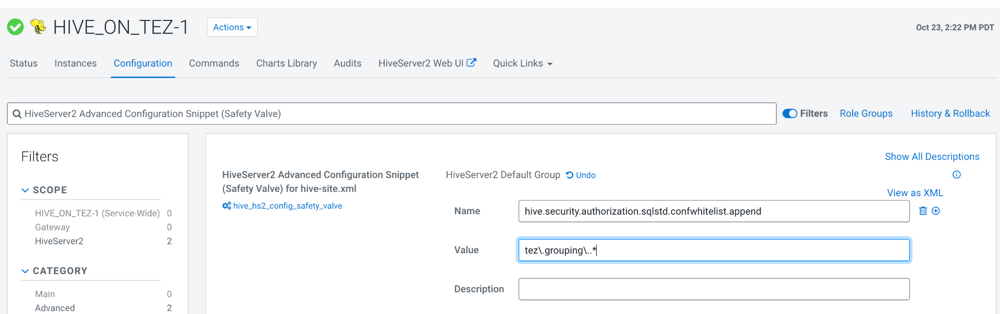 HIVE_ON_TEZ-1 Actions Oct 23, 2:22 PM PDT
Status Instances Configuration Commands Charts Library Audits HiveServer2 Web UI Quick Links
HiveServer2 Advanced Configuration Snippet (Safety Valve) Filters Role Groups History & Rollback
Filters
SCOPE
HIVE_ON_TEZ-1 (Service-Wide) 0
Gateway 0
HiveServer2 2
CATEGORY
Main 0
Advanced 2
Show All Descriptions
HiveServer2 Advanced Configuration Snippet
(Safety Valve) for hive-site.xml
hive_hs2_config_safety_valve
HiveServer2 Default Group Undo
View as XML
Name hive.security.authorization.sqlstd.confwhitelist.append
Value tez\.grouping\..*
Description